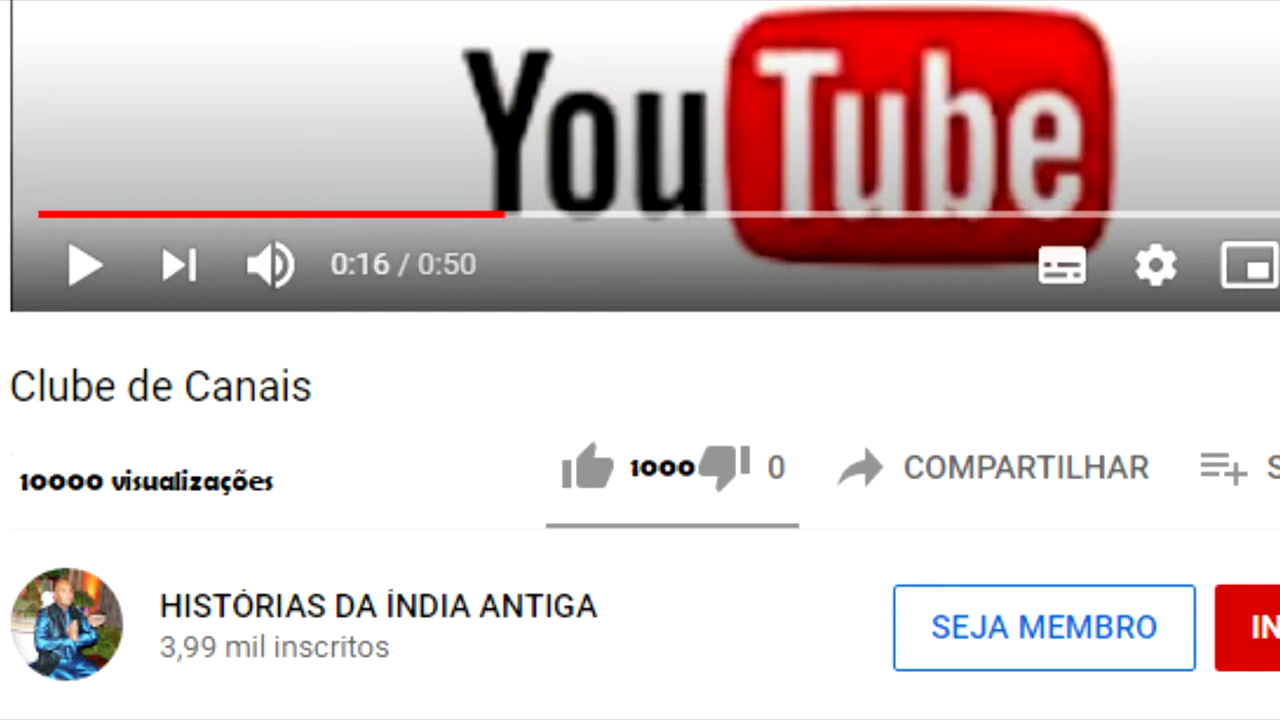 YouTube
0:16 / 0:50
Clube de Canais
10000 visualizações
1000
0
COMPARTILHAR
S
HISTÓRIAS DA ÍNDIA ANTIGA
3,99 mil inscritos
SEJA MEMBRO
IN